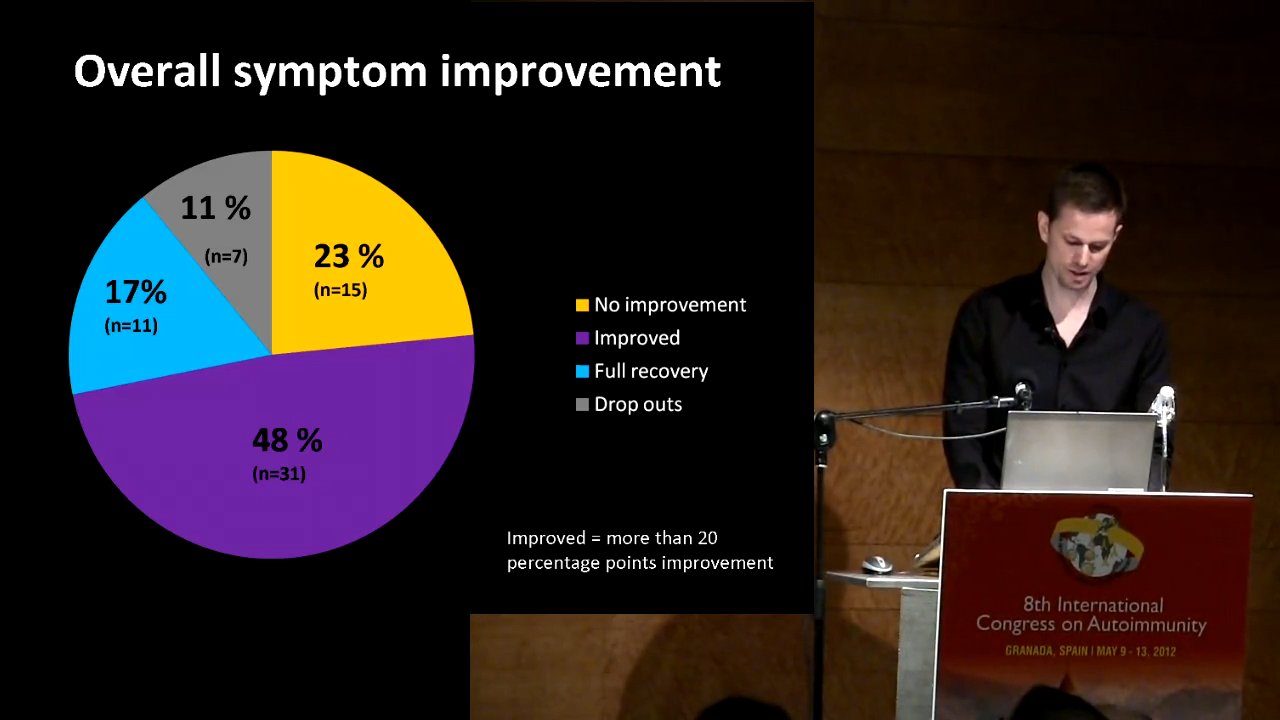 Overall symptom improvement
11 %
(n=7)
23 %
(n=15)
17%
(n=11)
48 %
(n=31)
No improvement
Improved
Full recovery
Drop outs
Improved = more than 20
percentage points improvement
8th International
Congress on Autoimmunity
GRANADA, SPAIN | MAY 9 - 13, 2012